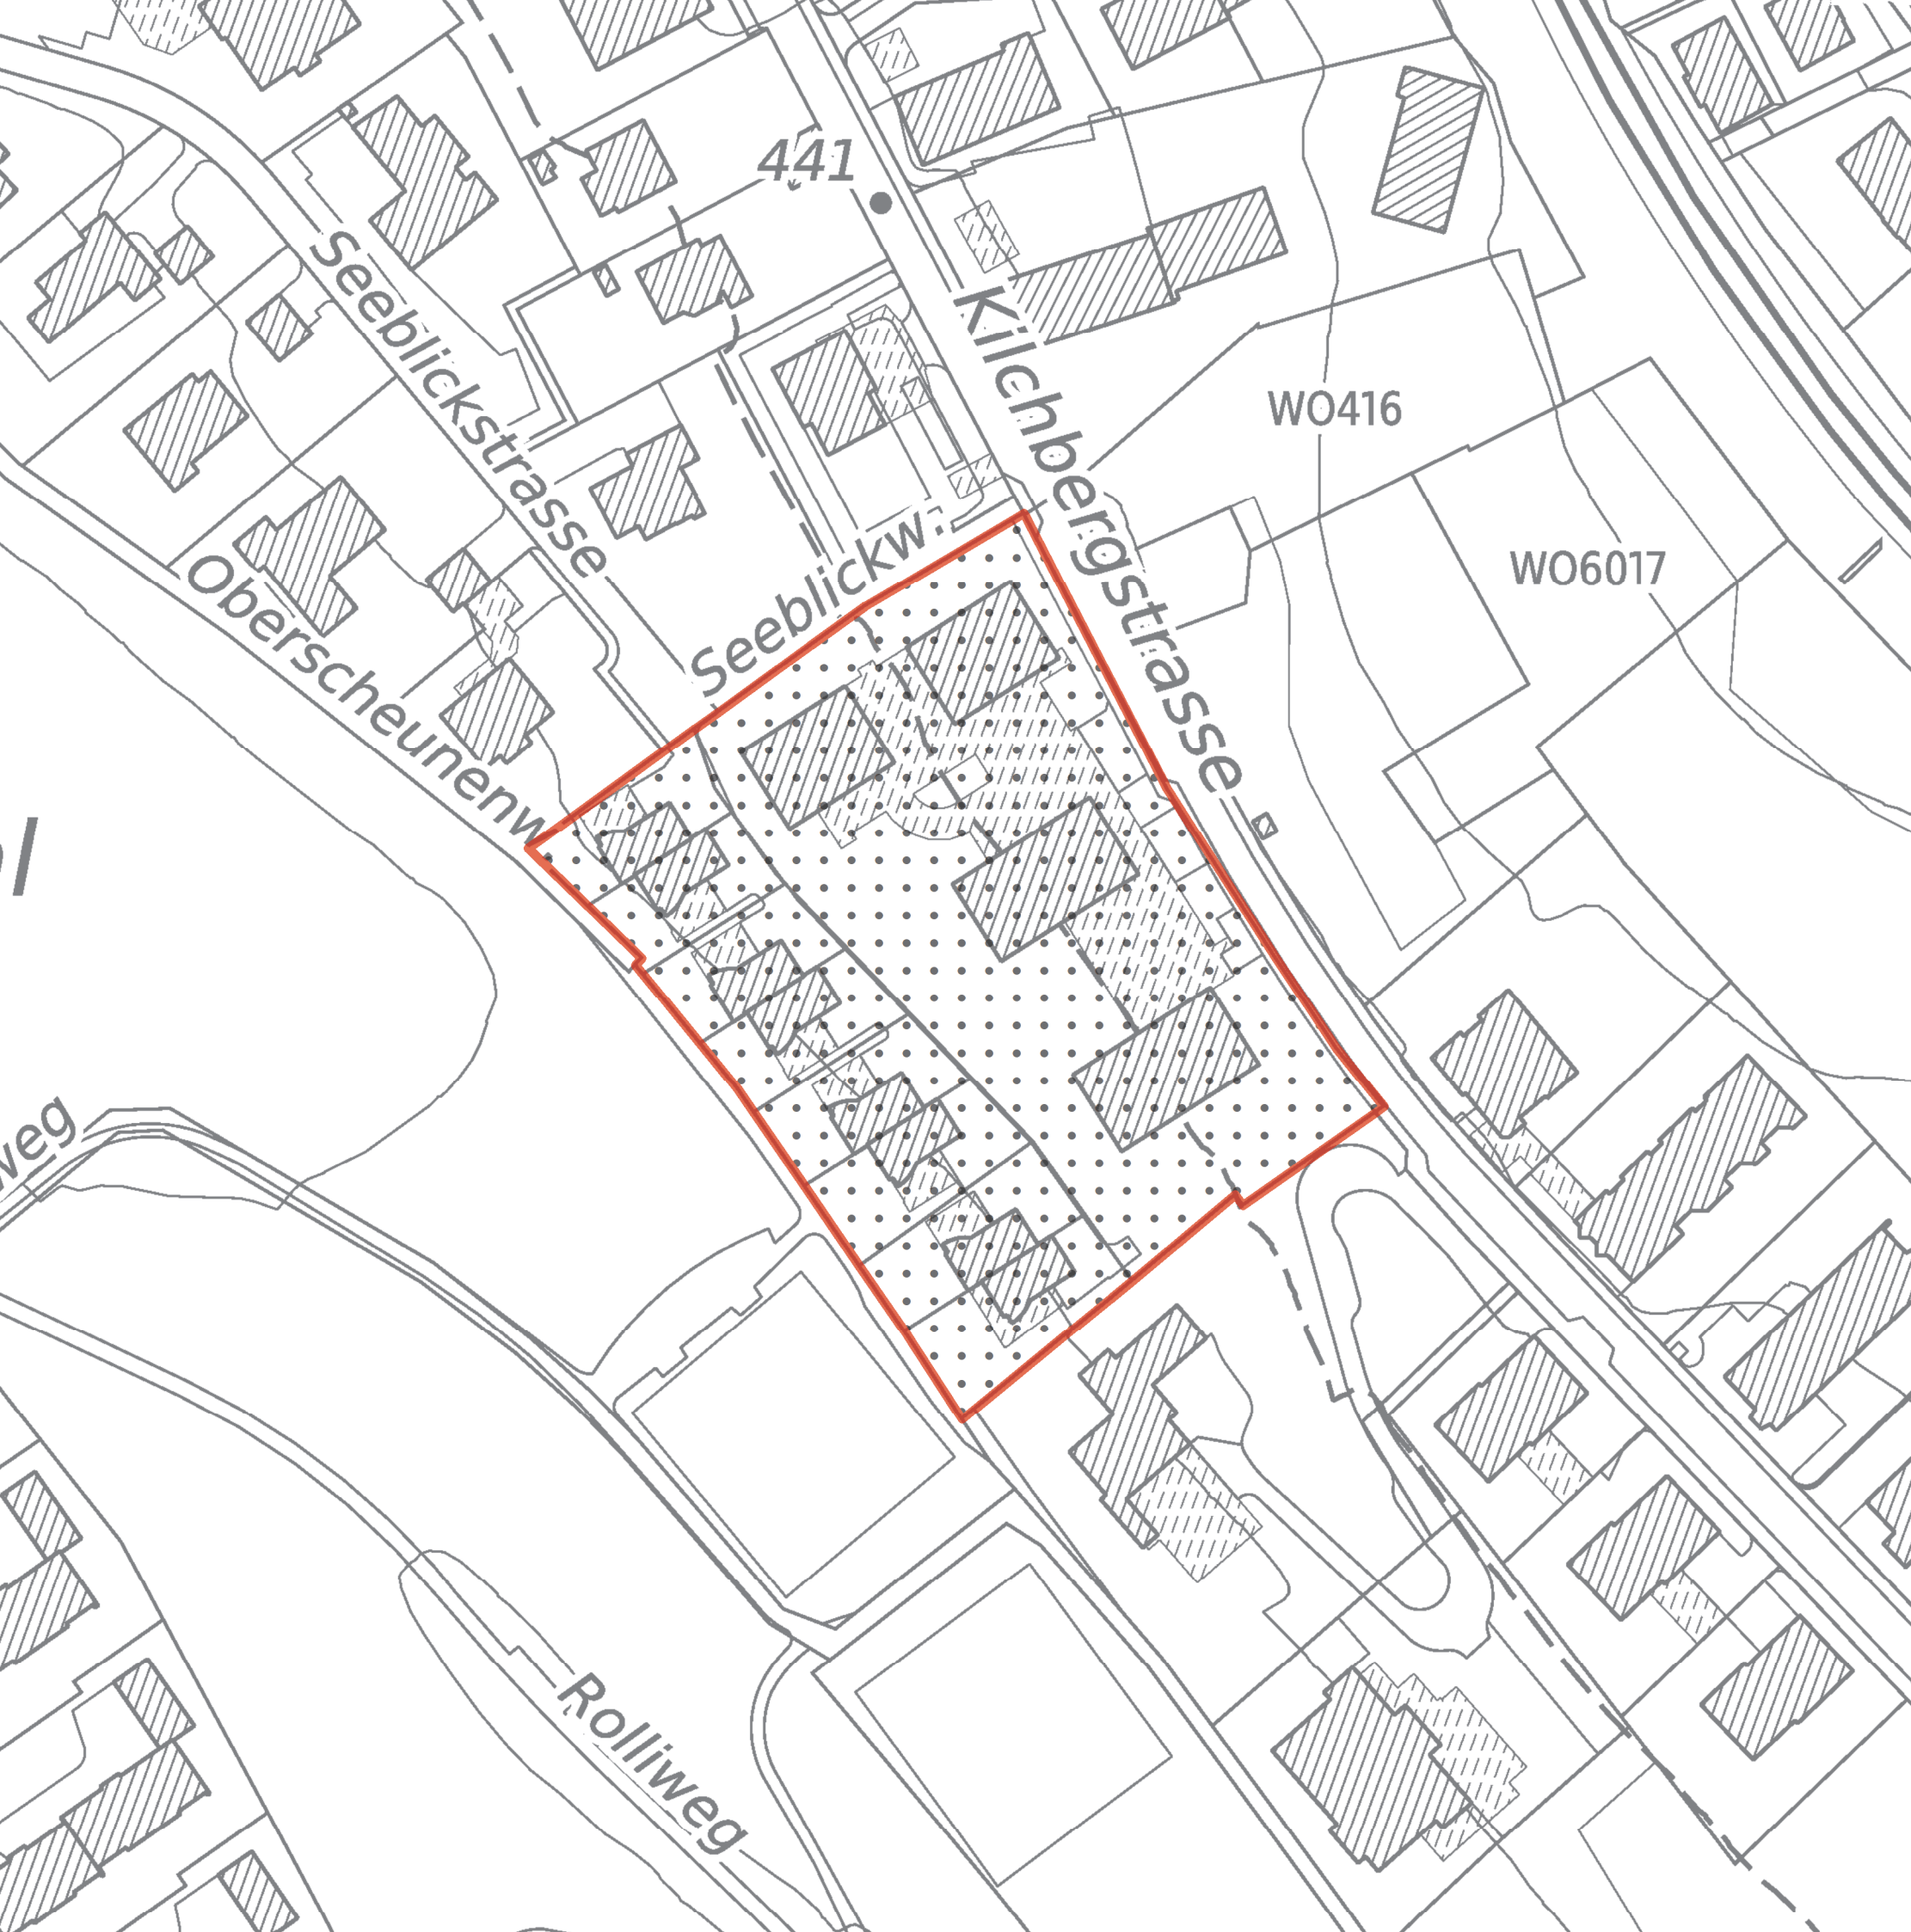 441
Seeblickstrasse
Kilchbergstrasse
WO416
Seeblickw.
WO6017
Oberscheunenw.
weg
Rolliweg